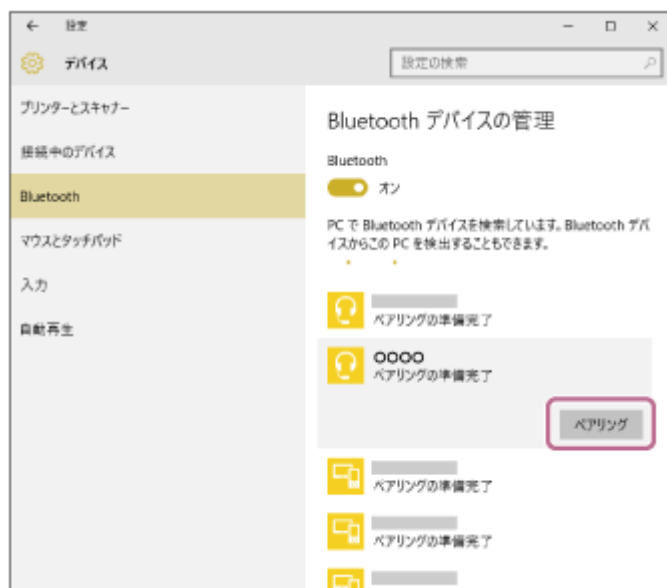 設定
デバイス
設定の検索
プリンターとスキャナー
接続中のデバイス
Bluetooth
マウスとタッチパッド
入力
自動再生
Bluetooth デバイスの管理
Bluetooth
オン
PC で Bluetooth デバイスを検索しています。Bluetooth デバ
イスからこの PC を検出することもできます。
ペアリングの準備完了
○○○○
ペアリングの準備完了
ペアリング
ペアリングの準備完了
ペアリングの準備完了